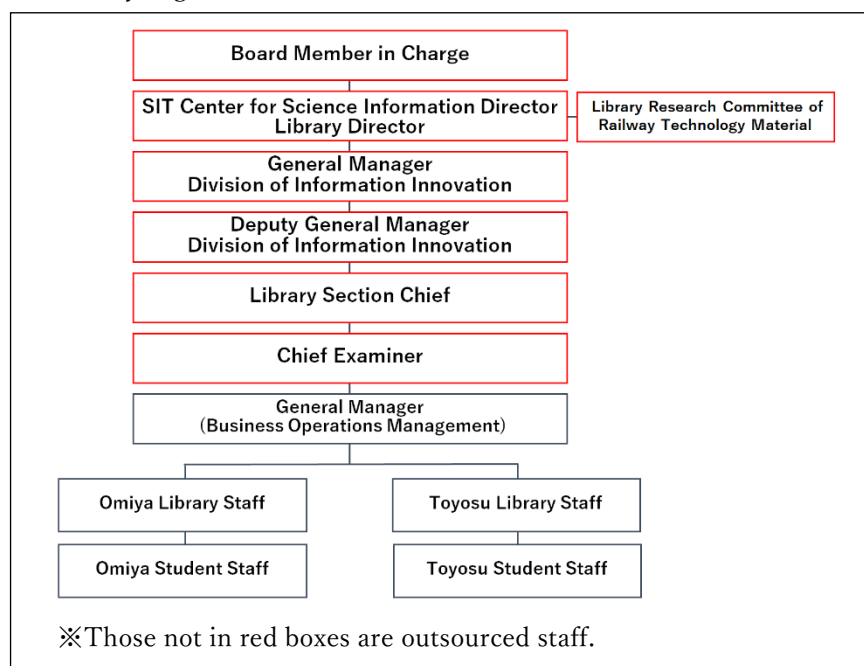 Board Member in Charge
SIT Center for Science Information Director
Library Director
Library Research Committee of
Railway Technology Material
General Manager
Division of Information Innovation
Deputy General Manager
Division of Information Innovation
Library Section Chief
Chief Examiner
General Manager
(Business Operations Management)
Omiya Library Staff
Toyosu Library Staff
Omiya Student Staff
Toyosu Student Staff
※Those not in red boxes are outsourced staff.